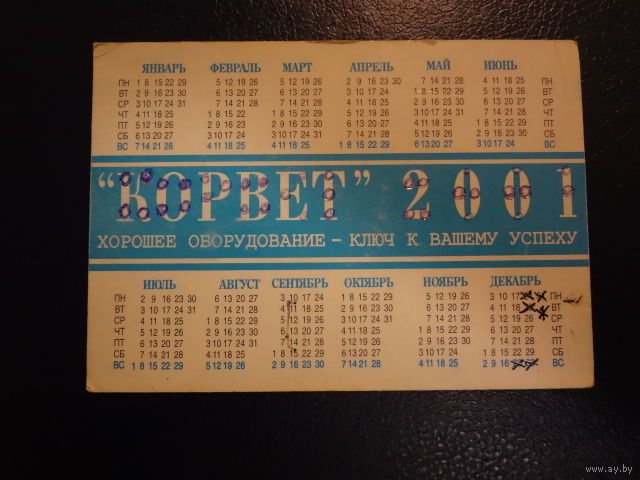 ЯНВАРЬ ФЕВРАЛЬ МАРТ АПРЕЛЬ МАЙ ИЮНЬ
ПН 1 8 15 22 29 5 12 19 26 5 12 19 26 2 9 16 23 30 7 14 21 28 4 11 18 25 ПН
ВТ 2 9 16 23 30 6 13 20 27 6 13 20 27 3 10 17 24 1 8 15 22 29 5 12 19 26 ВТ
СР 3 10 17 24 31 7 14 21 28 7 14 21 28 4 11 18 25 2 9 16 23 30 6 13 20 27 СР
ЧТ 4 11 18 25 1 8 15 22 1 8 15 22 29 5 12 19 26 3 10 17 24 31 7 14 21 28 ЧТ
ПТ 5 12 19 26 2 9 16 23 2 9 16 23 30 6 13 20 27 4 11 18 25 1 8 15 22 29 ПТ
СБ 6 13 20 27 3 10 17 24 3 10 17 24 31 7 14 21 28 5 12 19 26 2 9 16 23 30 СБ
ВС 7 14 21 28 4 11 18 25 4 11 18 25 1 8 15 22 29 6 13 20 27 3 10 17 24 ВС
"КОРВЕТ" 2001
ХОРОШЕЕ ОБОРУДОВАНИЕ – КЛЮЧ К ВАШЕМУ УСПЕХУ
ИЮЛЬ АВГУСТ СЕНТЯБРЬ ОКТЯБРЬ НОЯБРЬ ДЕКАБРЬ
ПН 2 9 16 23 30 6 13 20 27 3 10 17 24 1 8 15 22 29 5 12 19 26 3 10 17 ПН
ВТ 3 10 17 24 31 7 14 21 28 4 11 18 25 2 9 16 23 30 6 13 20 27 4 11 18 ВТ
СР 4 11 18 25 1 8 15 22 29 5 12 19 26 3 10 17 24 31 7 14 21 28 5 12 19 26 СР
ЧТ 5 12 19 26 2 9 16 23 30 6 13 20 27 4 11 18 25 1 8 15 22 29 6 13 20 27 ЧТ
ПТ 6 13 20 27 3 10 17 24 31 7 14 21 28 5 12 19 26 2 9 16 23 30 7 14 21 28 ПТ
СБ 7 14 21 28 4 11 18 25 1 8 15 22 29 6 13 20 27 3 10 17 24 1 8 15 22 29 СБ
ВС 1 8 15 22 29 5 12 19 26 2 9 16 23 30 7 14 21 28 4 11 18 25 2 9 16 ВС
www.ay.by